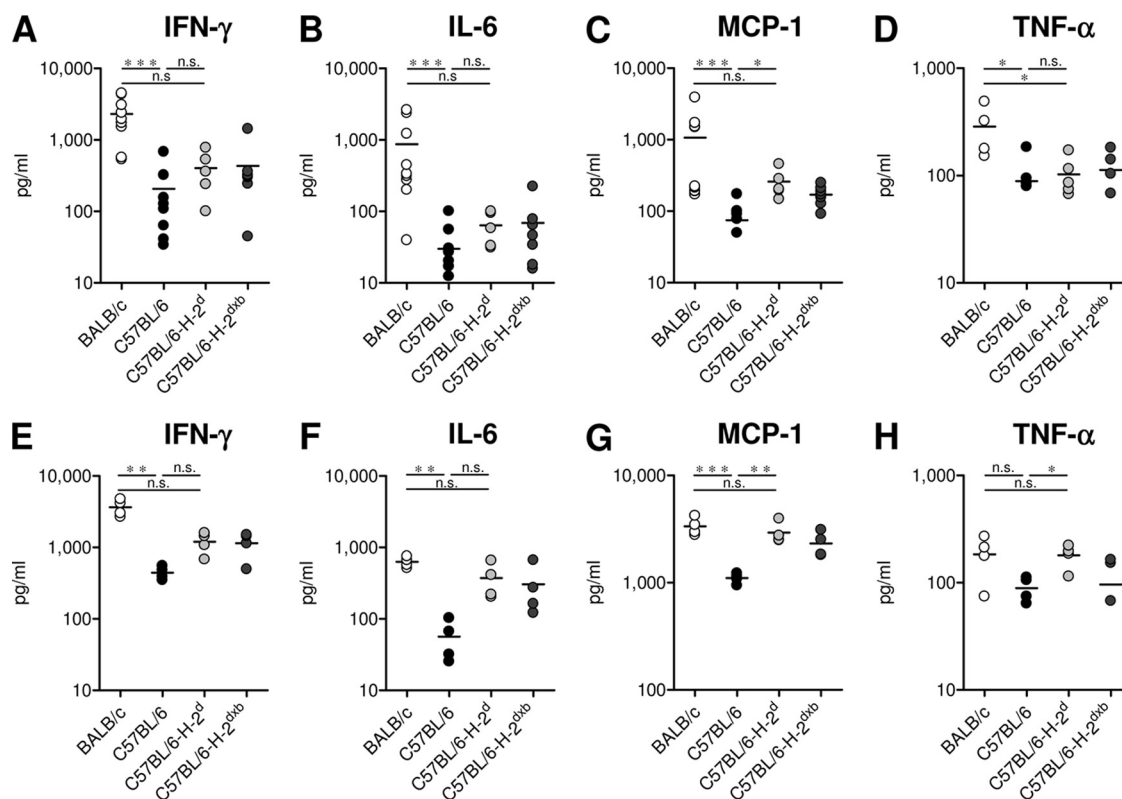 A IFN-γ
B IL-6
C MCP-1
D TNF-α
*** n.s.
n.s
*** n.s.
n.s
*** *
n.s.
* n.s.
*
pg/ml
10,000
1,000
100
10
pg/ml
10,000
1,000
100
10
pg/ml
10,000
1,000
100
10
pg/ml
1,000
100
10
BALB/c
C57BL/6
C57BL/6-H-2ᵈ
C57BL/6-H-2ᵈˣᵇ
BALB/c
C57BL/6
C57BL/6-H-2ᵈ
C57BL/6-H-2ᵈˣᵇ
BALB/c
C57BL/6
C57BL/6-H-2ᵈ
C57BL/6-H-2ᵈˣᵇ
BALB/c
C57BL/6
C57BL/6-H-2ᵈ
C57BL/6-H-2ᵈˣᵇ
E IFN-γ
F IL-6
G MCP-1
H TNF-α
** n.s.
n.s.
** n.s.
n.s.
*** **
n.s.
n.s. *
n.s.
pg/ml
10,000
1,000
100
10
pg/ml
10,000
1,000
100
10
pg/ml
10,000
1,000
100
pg/ml
1,000
100
10
BALB/c
C57BL/6
C57BL/6-H-2ᵈ
C57BL/6-H-2ᵈˣᵇ
BALB/c
C57BL/6
C57BL/6-H-2ᵈ
C57BL/6-H-2ᵈˣᵇ
BALB/c
C57BL/6
C57BL/6-H-2ᵈ
C57BL/6-H-2ᵈˣᵇ
BALB/c
C57BL/6
C57BL/6-H-2ᵈ
C57BL/6-H-2ᵈˣᵇ